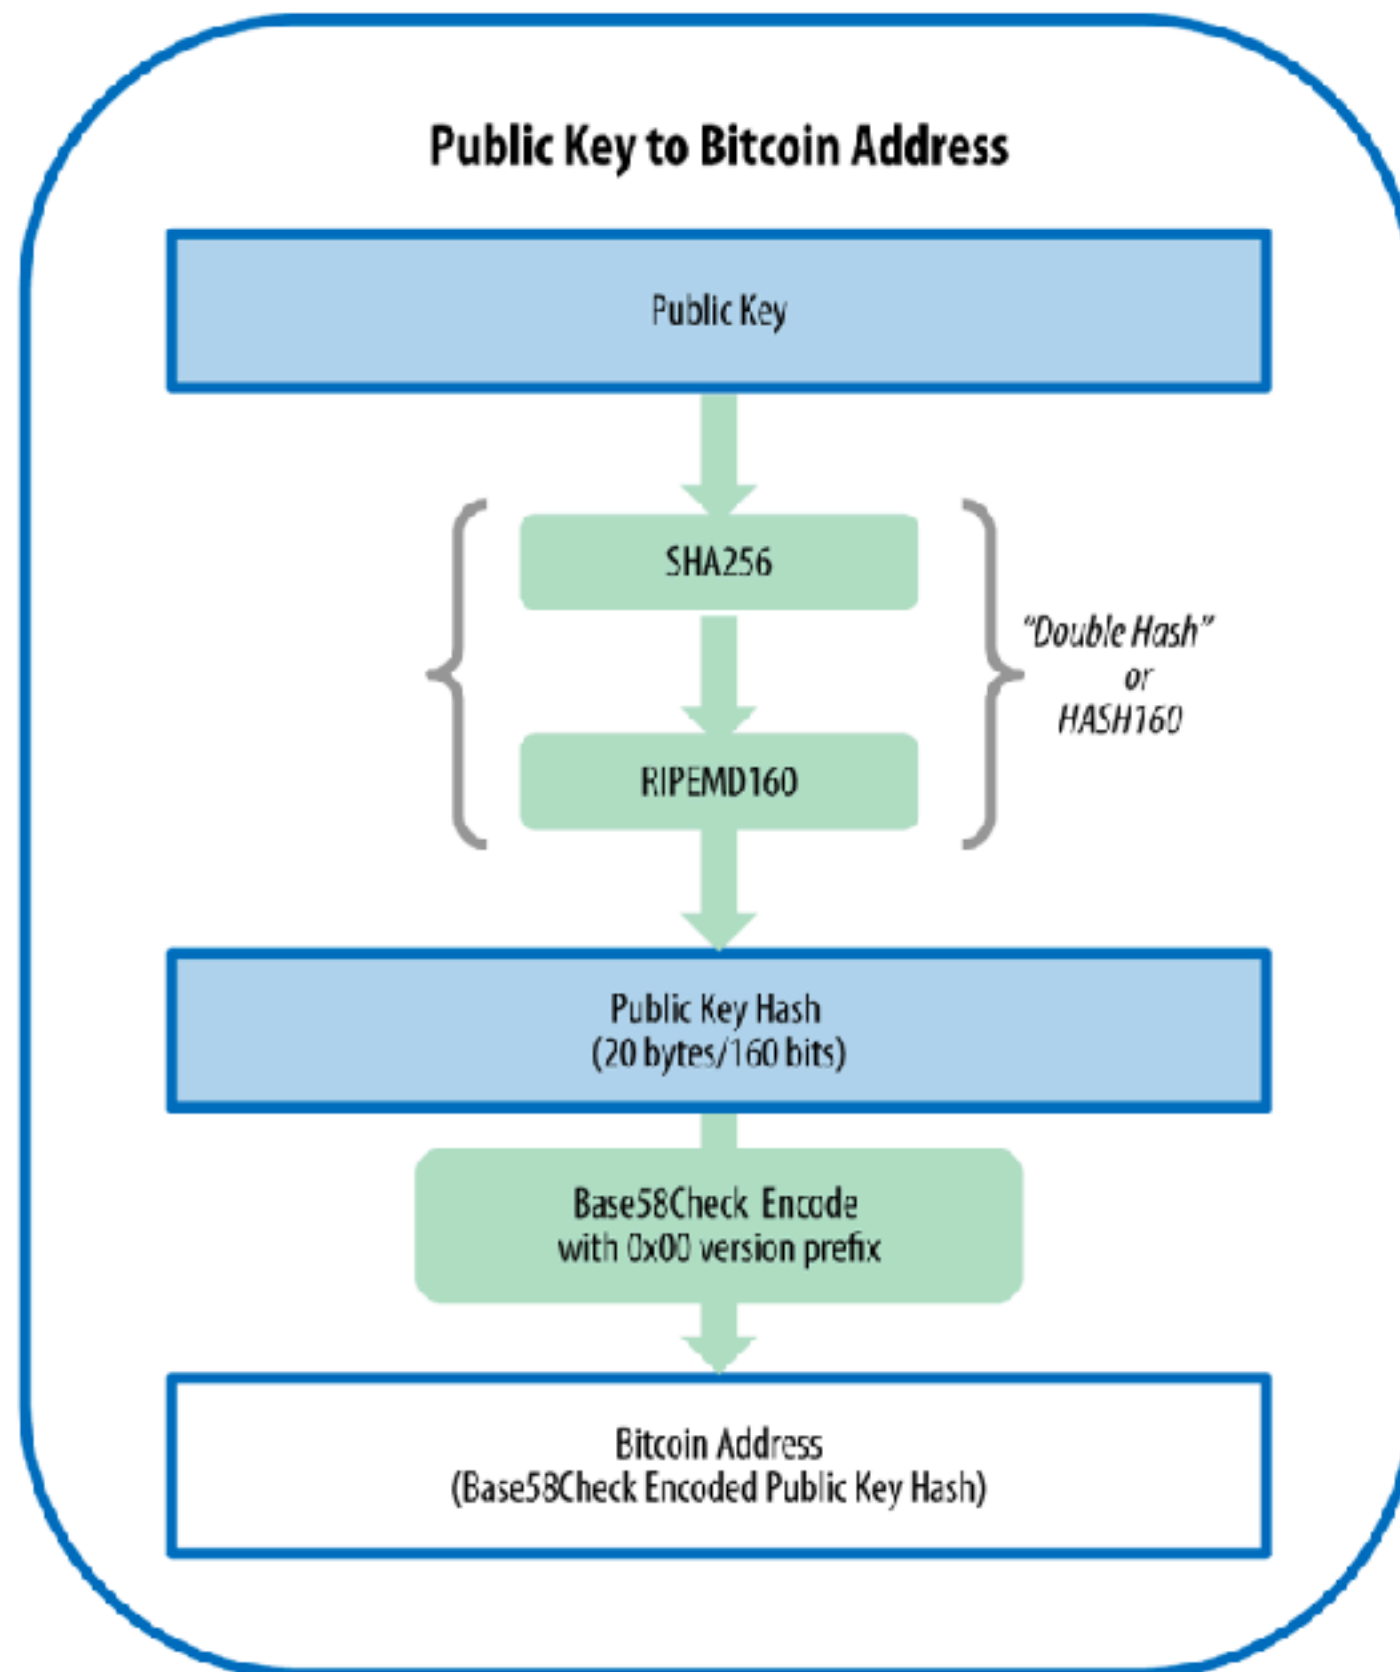 Public Key to Bitcoin Address
Public Key
SHA256
“Double Hash”
or
HASH160
RIPEMD160
Public Key Hash
(20 bytes/160 bits)
Base58Check Encode
with 0x00 version prefix
Bitcoin Address
(Base58Check Encoded Public Key Hash)